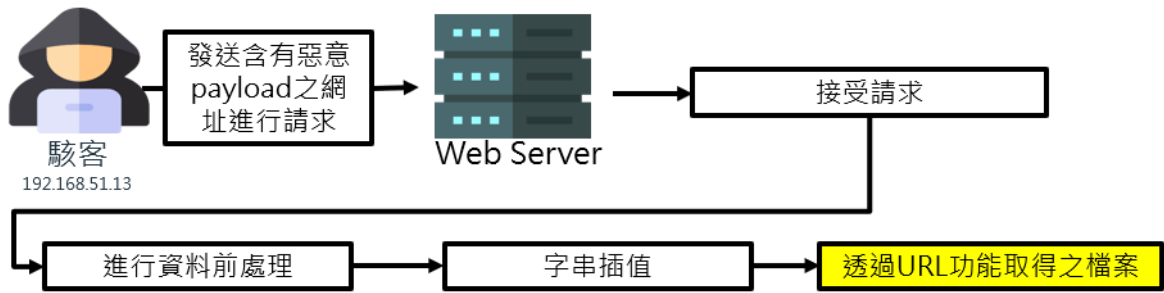 發送含有惡意
payload之網
址進行請求
接受請求
Web Server
駭客
192.168.51.13
進行資料前處理
字串插值
透過URL功能取得之檔案